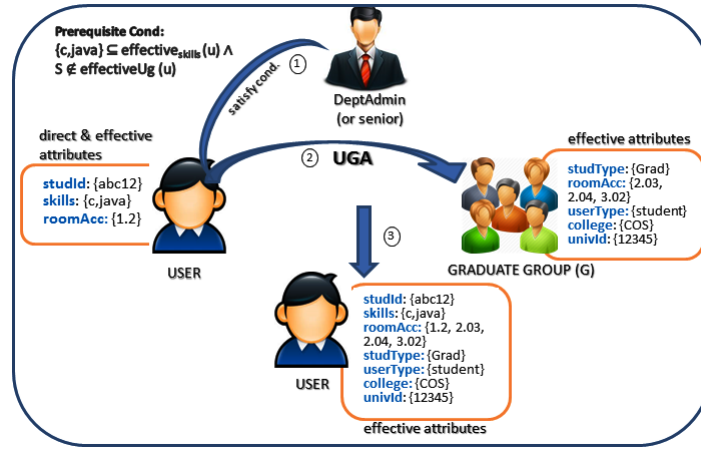 Prerequisite Cond:
{c,java} ⊆ effective_skills (u) ∧
S ∉ effectiveUg (u)
satisfy cond.
1
DeptAdmin
(or senior)
direct & effective
attributes
studId: {abc12}
skills: {c,java}
roomAcc: {1.2}
USER
2
UGA
effective attributes
studType: {Grad}
roomAcc: {2.03,
2.04, 3.02}
userType: {student}
college: {COS}
univId: {12345}
GRADUATE GROUP (G)
3
USER
studId: {abc12}
skills: {c,java}
roomAcc: {1.2, 2.03,
2.04, 3.02}
studType: {Grad}
userType: {student}
college: {COS}
univId: {12345}
effective attributes